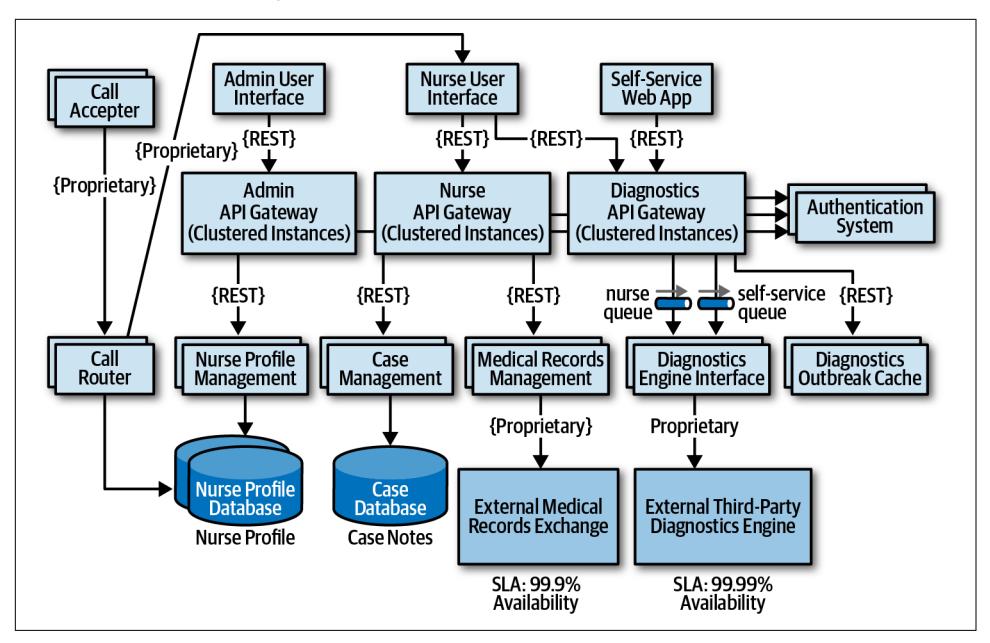 Call
Accepter
Admin User
Interface
Nurse User
Interface
Self-Service
Web App
{Proprietary}
{REST}
{REST}
{REST}
{REST}
{Proprietary}
Admin
API Gateway
(Clustered Instances)
Nurse
API Gateway
(Clustered Instances)
Diagnostics
API Gateway
(Clustered Instances)
Authentication
System
{REST}
{REST}
{REST}
nurse
queue
self-service
queue
{REST}
Call
Router
Nurse Profile
Management
Case
Management
Medical Records
Management
Diagnostics
Engine Interface
Diagnostics
Outbreak Cache
{Proprietary}
Proprietary
Nurse Profile
Database
Nurse Profile
Case
Database
Case Notes
External Medical
Records Exchange
External Third-Party
Diagnostics Engine
SLA: 99.9%
Availability
SLA: 99.99%
Availability